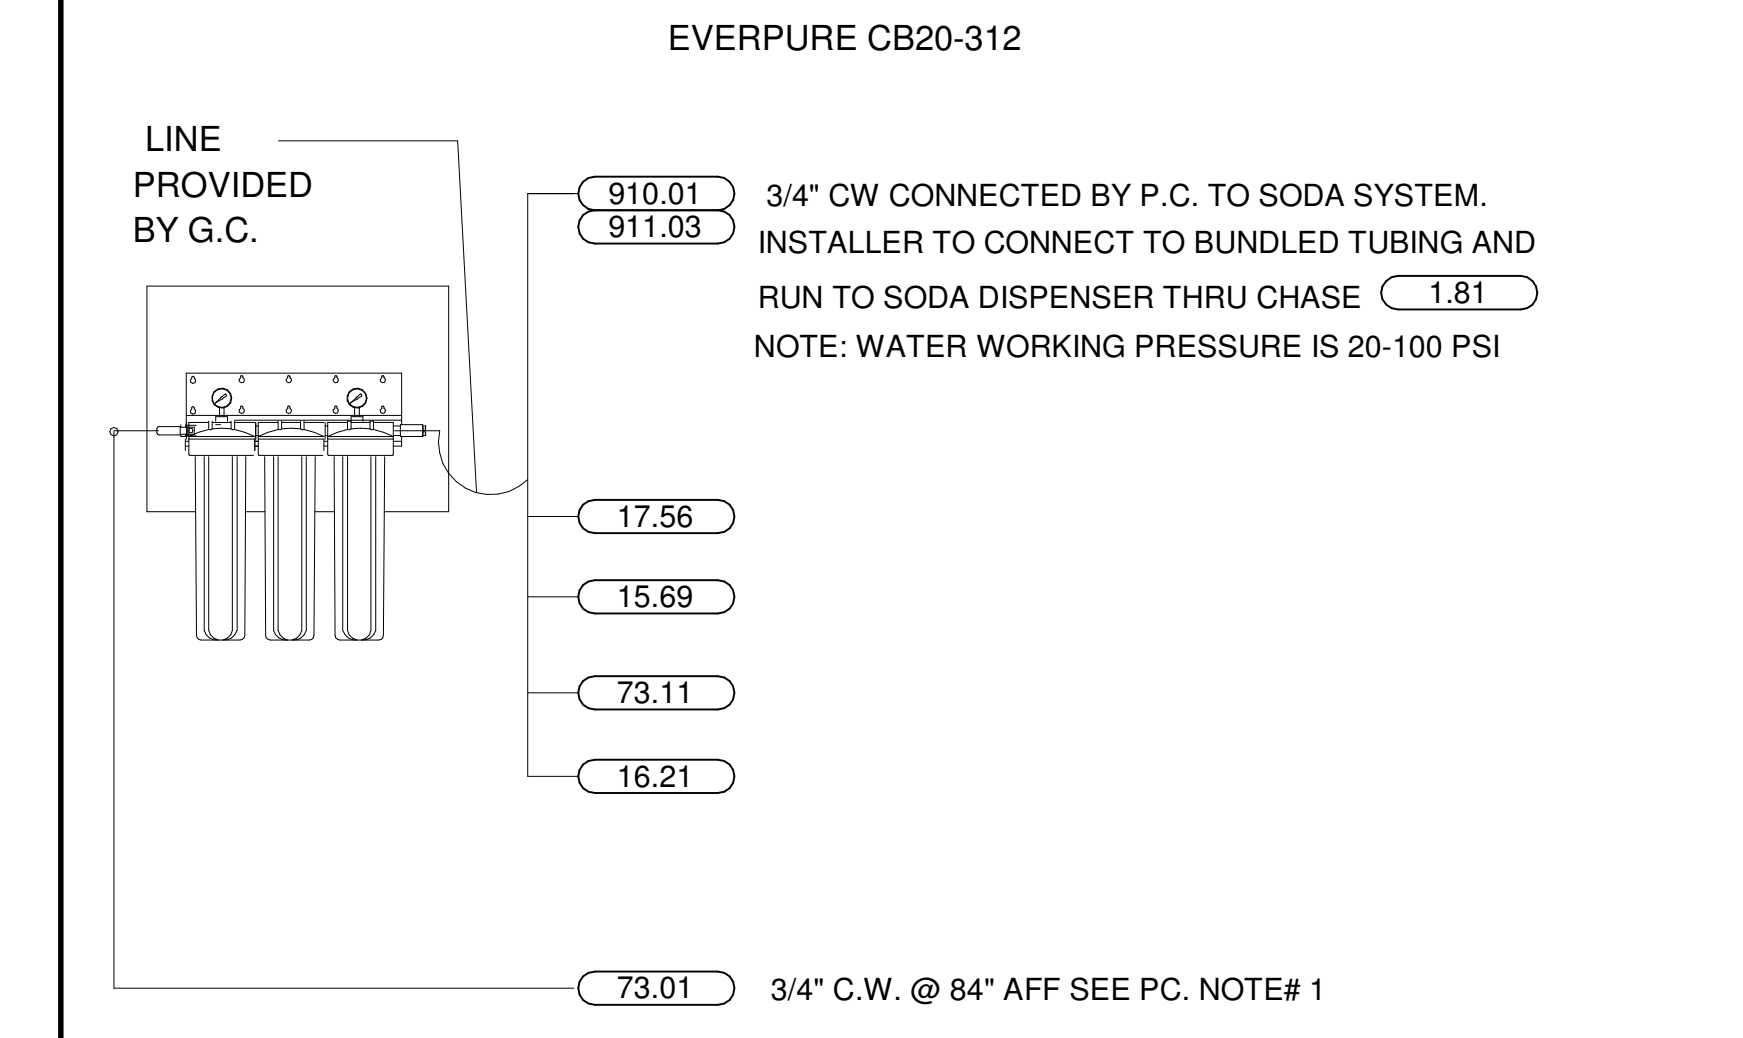 EVERPURE CB20-312
LINE
PROVIDED
BY G.C.
910.01
911.03
3/4" CW CONNECTED BY P.C. TO SODA SYSTEM.
INSTALLER TO CONNECT TO BUNDLED TUBING AND
RUN TO SODA DISPENSER THRU CHASE 1.81
NOTE: WATER WORKING PRESSURE IS 20-100 PSI
17.56
15.69
73.11
16.21
73.01 3/4" C.W. @ 84" AFF SEE PC. NOTE# 1